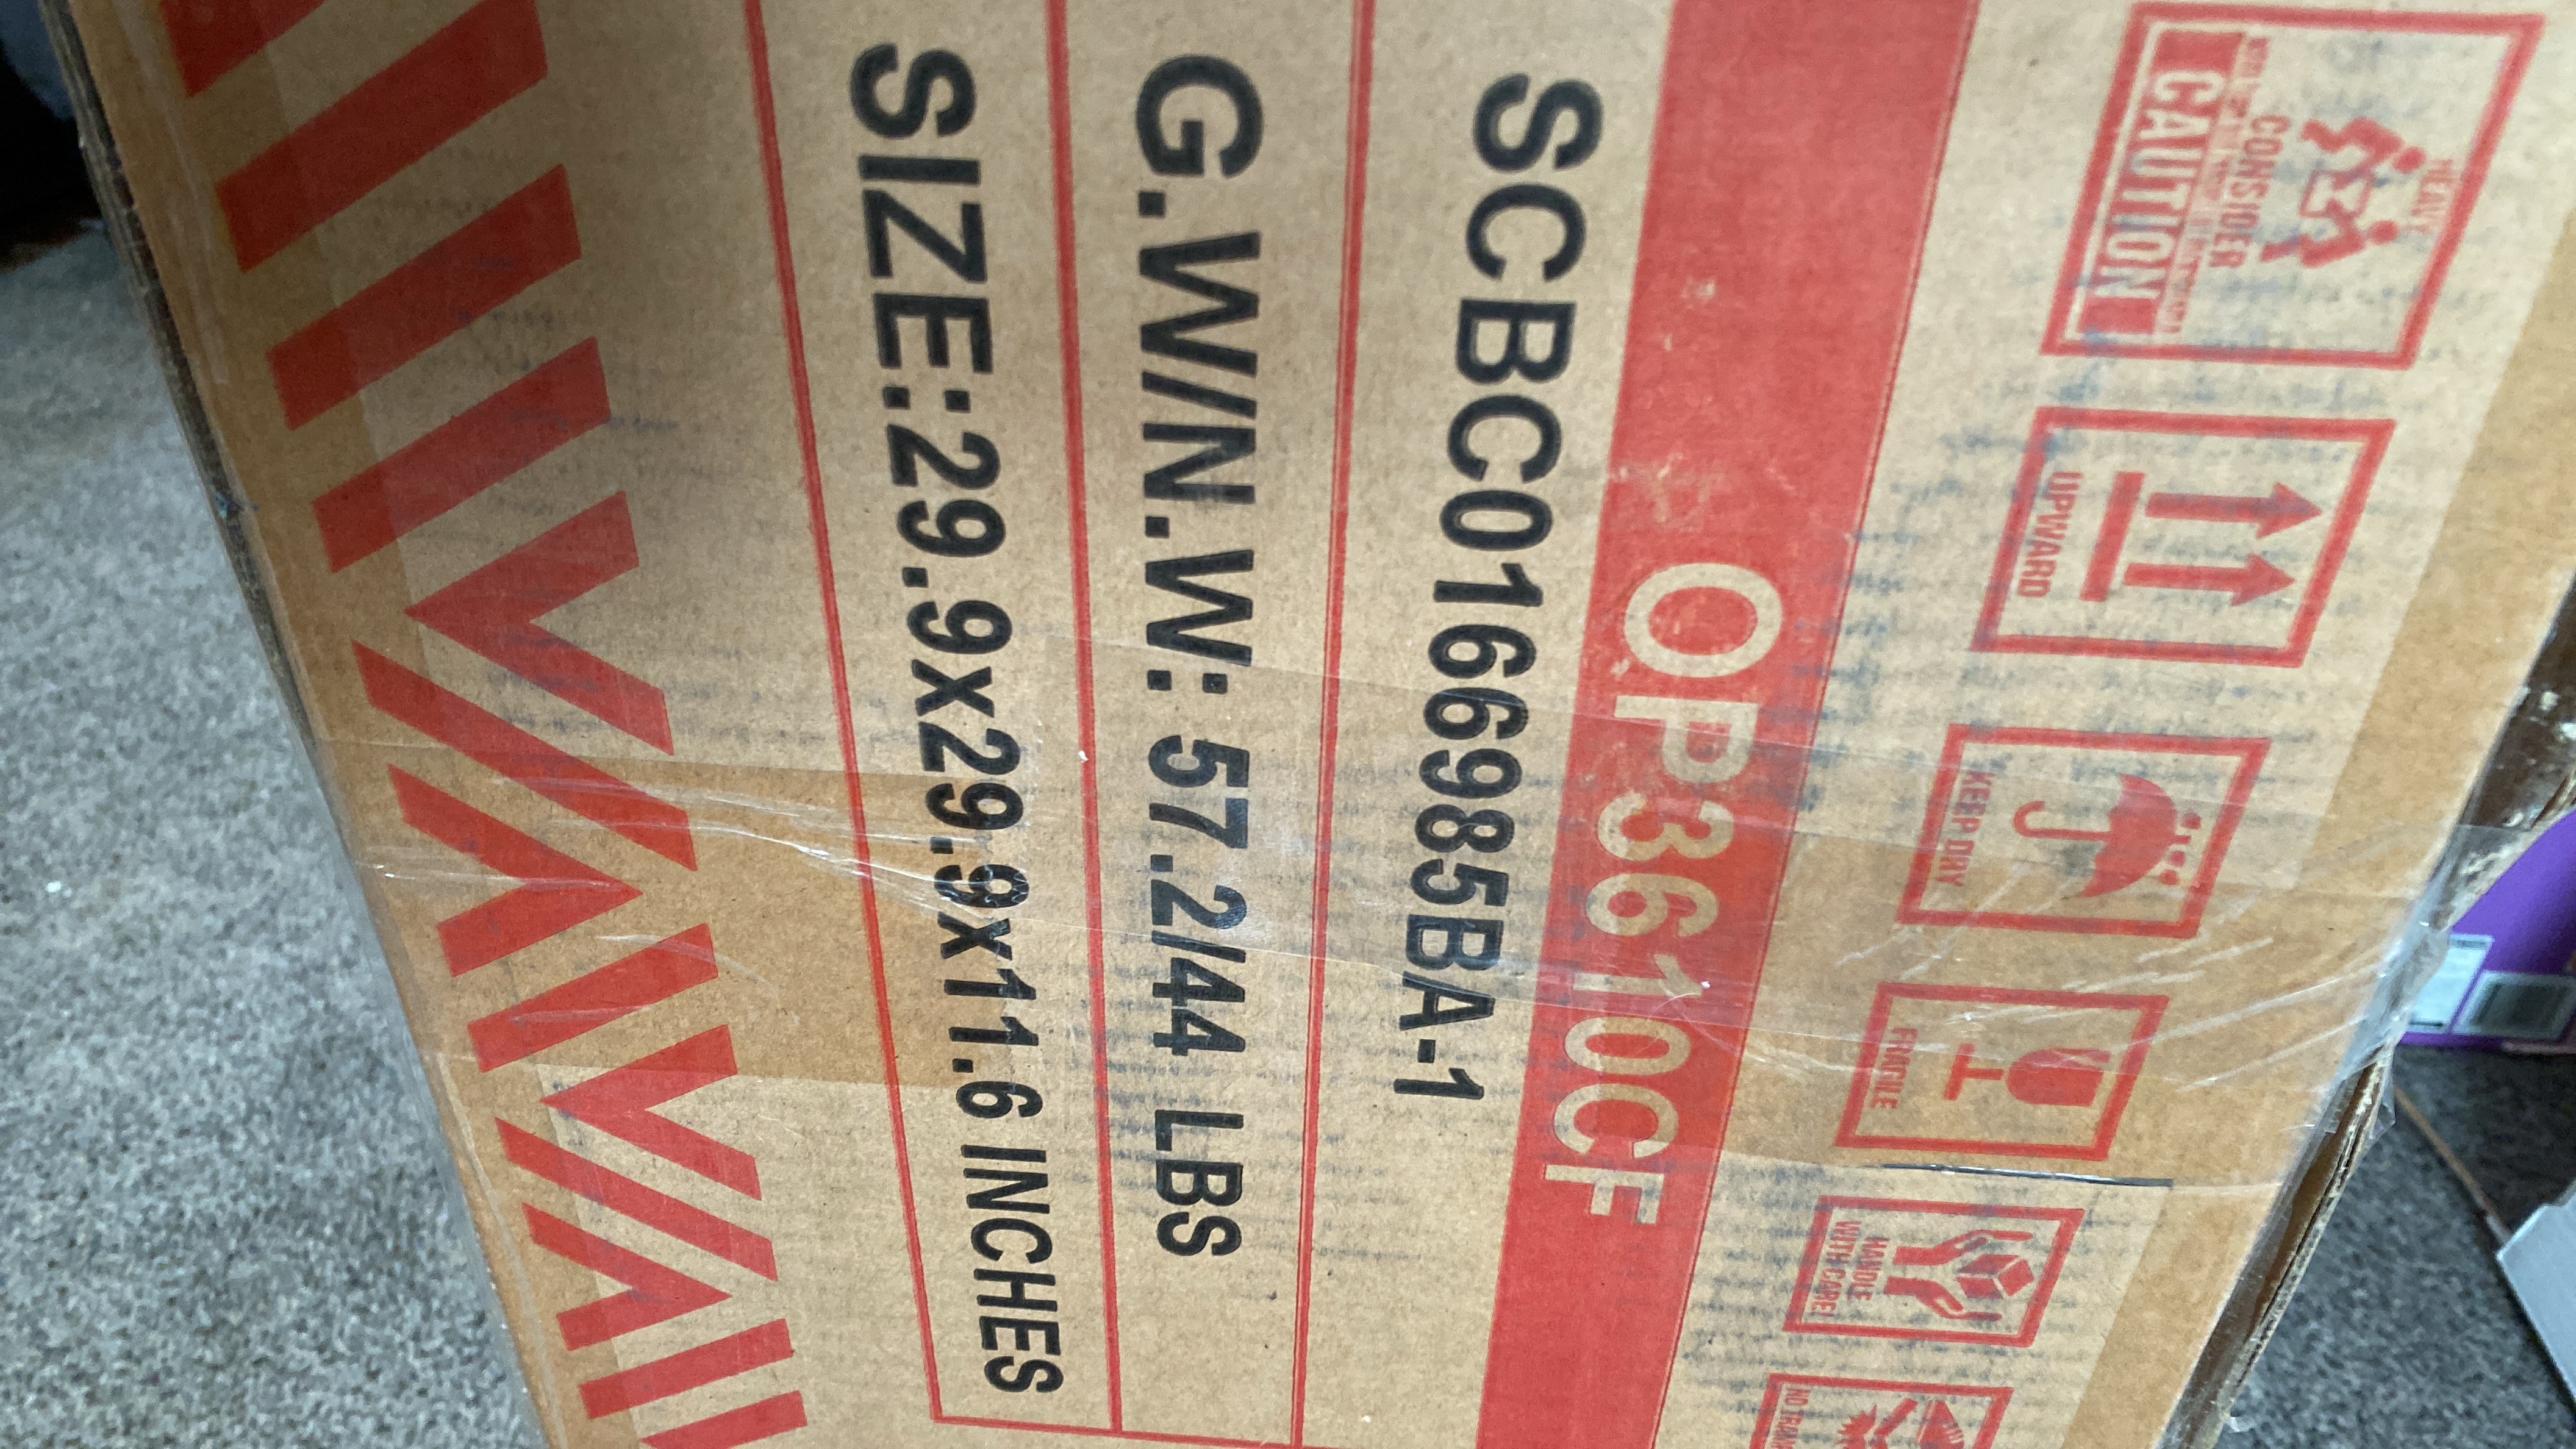 HEAVY
CONSIDER
CAUTION
UPWARD
KEEP DRY
FRAGILE
HANDLE
WITH CARE!
OP3610CF
SCBC0166985BA-1
G.W/N.W: 57.2/44 LBS
SIZE:29.9x29.9x11.6 INCHES